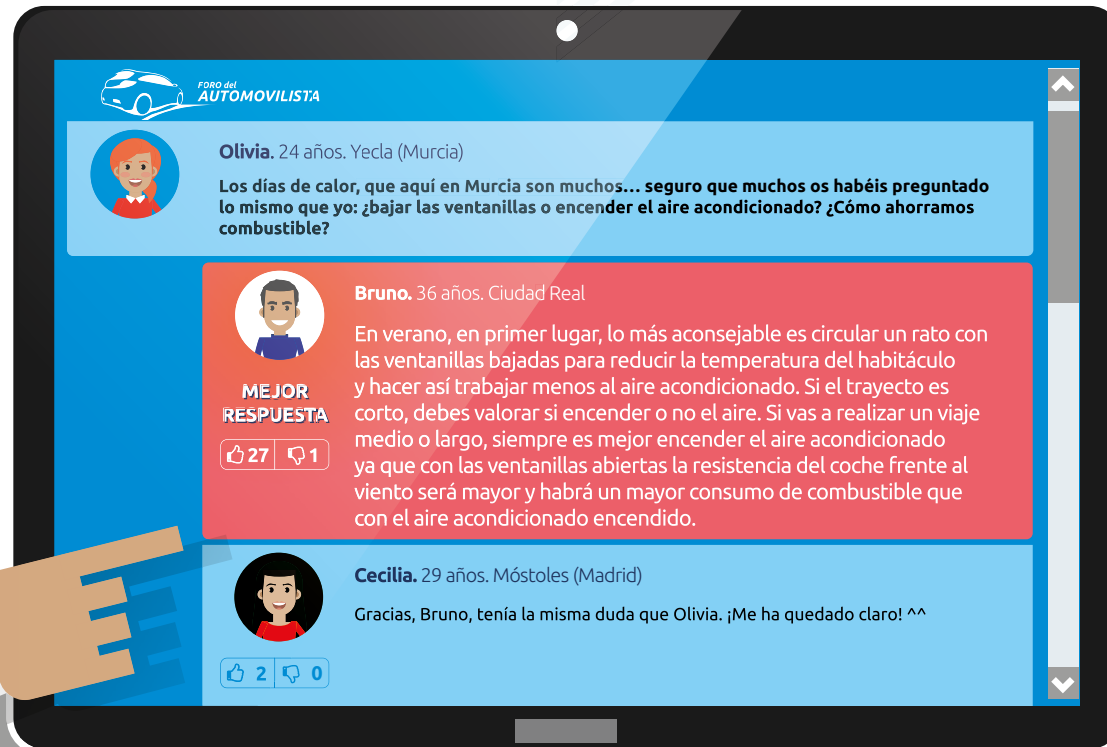 FORO del
AUTOMOVILISTA
Olivia. 24 años. Yecla (Murcia)
Los días de calor, que aquí en Murcia son muchos... seguro que muchos os habéis preguntado
lo mismo que yo: ¿bajar las ventanillas o encender el aire acondicionado? ¿Cómo ahorramos
combustible?
Bruno. 36 años. Ciudad Real
En verano, en primer lugar, lo más aconsejable es circular un rato con
las ventanillas bajadas para reducir la temperatura del habitáculo
y hacer así trabajar menos al aire acondicionado. Si el trayecto es
corto, debes valorar si encender o no el aire. Si vas a realizar un viaje
medio o largo, siempre es mejor encender el aire acondicionado
ya que con las ventanillas abiertas la resistencia del coche frente al
viento será mayor y habrá un mayor consumo de combustible que
con el aire acondicionado encendido.
MEJOR
RESPUESTA
27 1
Cecilia. 29 años. Móstoles (Madrid)
Gracias, Bruno, tenía la misma duda que Olivia. ¡Me ha quedado claro! ^^
2 0